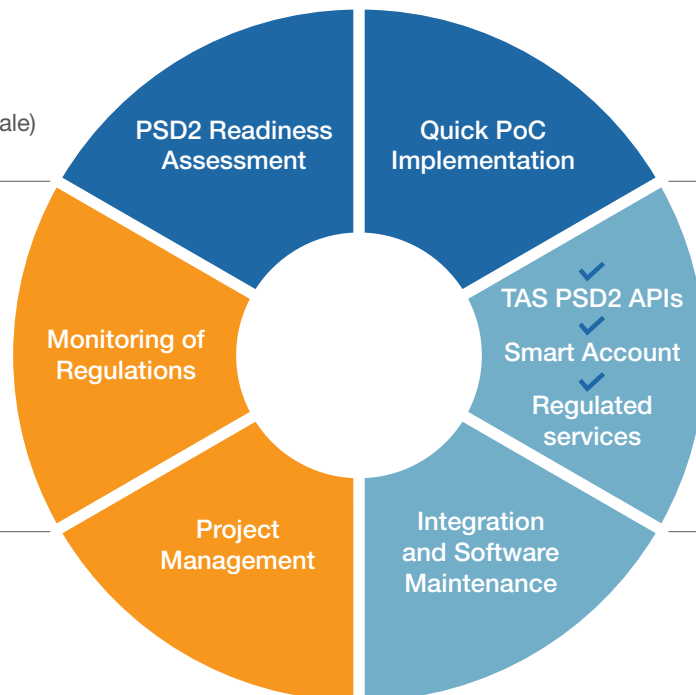 ale)
PSD2 Readiness
Assessment
Quick PoC
Implementation
TAS PSD2 APIs
Smart Account
Regulated
services
Monitoring of
Regulations
Project
Management
Integration
and Software
Maintenance